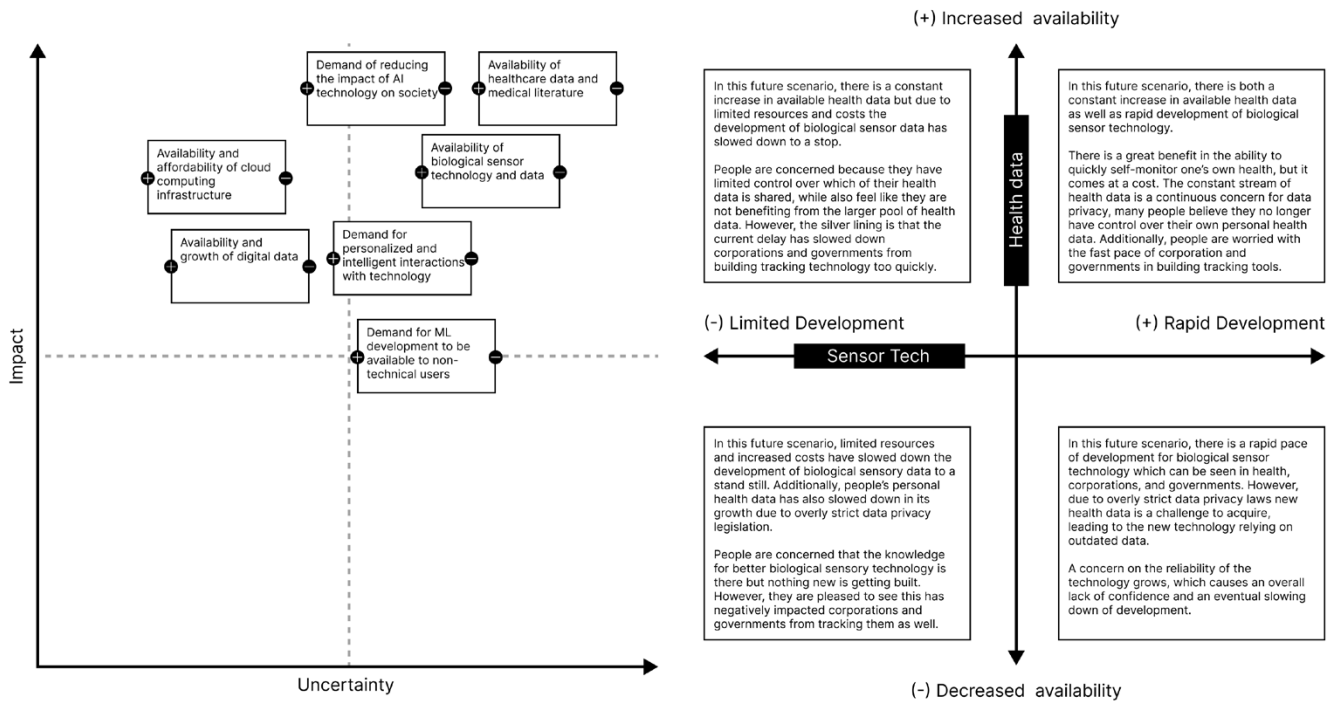 Impact
Demand of reducing
the impact of AI
technology on society
+
−
Availability of
healthcare data and
medical literature
+
−
Availability and
affordability of cloud
computing
infrastructure
+
−
Availability of
biological sensor
technology and data
+
−
Availability and
growth of digital data
+
−
Demand for
personalized and
intelligent interactions
with technology
+
−
Demand for ML
development to be
available to non-
technical users
+
−
Uncertainty
(+) Increased availability
Health data
In this future scenario, there is a constant
increase in available health data but due to
limited resources and costs the
development of biological sensor data has
slowed down to a stop.
People are concerned because they have
limited control over which of their health
data is shared, while also feel like they are
not benefiting from the larger pool of health
data. However, the silver lining is that the
current delay has slowed down
corporations and governments from
building tracking technology too quickly.
In this future scenario, there is both a
constant increase in available health data
as well as rapid development of biological
sensor technology.
There is a great benefit in the ability to
quickly self-monitor one's own health, but it
comes at a cost. The constant stream of
health data is a continuous concern for data
privacy, many people believe they no longer
have control over their own personal health
data. Additionally, people are worried with
the fast pace of corporation and
governments in building tracking tools.
(-) Limited Development
(+) Rapid Development
Sensor Tech
In this future scenario, limited resources
and increased costs have slowed down the
development of biological sensory data to a
stand still. Additionally, people's personal
health data has also slowed down in its
growth due to overly strict data privacy
legislation.
People are concerned that the knowledge
for better biological sensory technology is
there but nothing new is getting built.
However, they are pleased to see this has
negatively impacted corporations and
governments from tracking them as well.
In this future scenario, there is a rapid pace
of development for biological sensor
technology which can be seen in health,
corporations, and governments. However,
due to overly strict data privacy laws new
health data is a challenge to acquire,
leading to the new technology relying on
outdated data.
A concern on the reliability of the
technology grows, which causes an overall
lack of confidence and an eventual slowing
down of development.
(-) Decreased availability